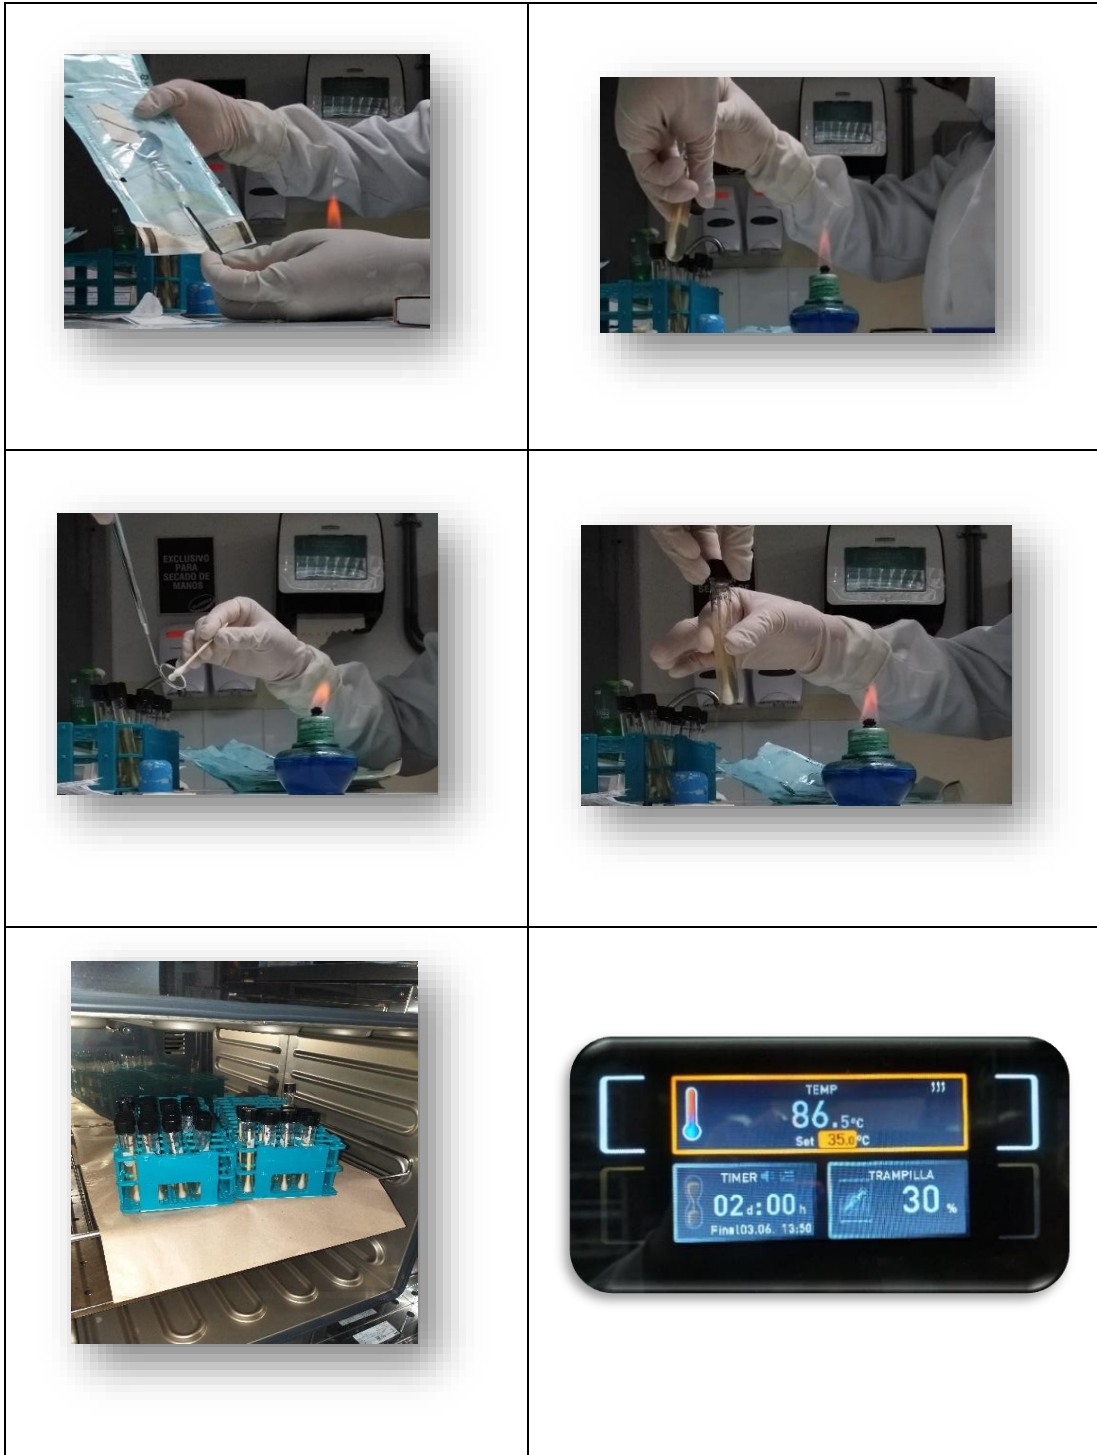 EXCLUSIVO
PARA
SECADO DE
MANOS
TEMP
86.5°C
Set 35.0°C
TIMER
02d:00h
Final 03.06. 13:50
TRAMPILLA
30 %